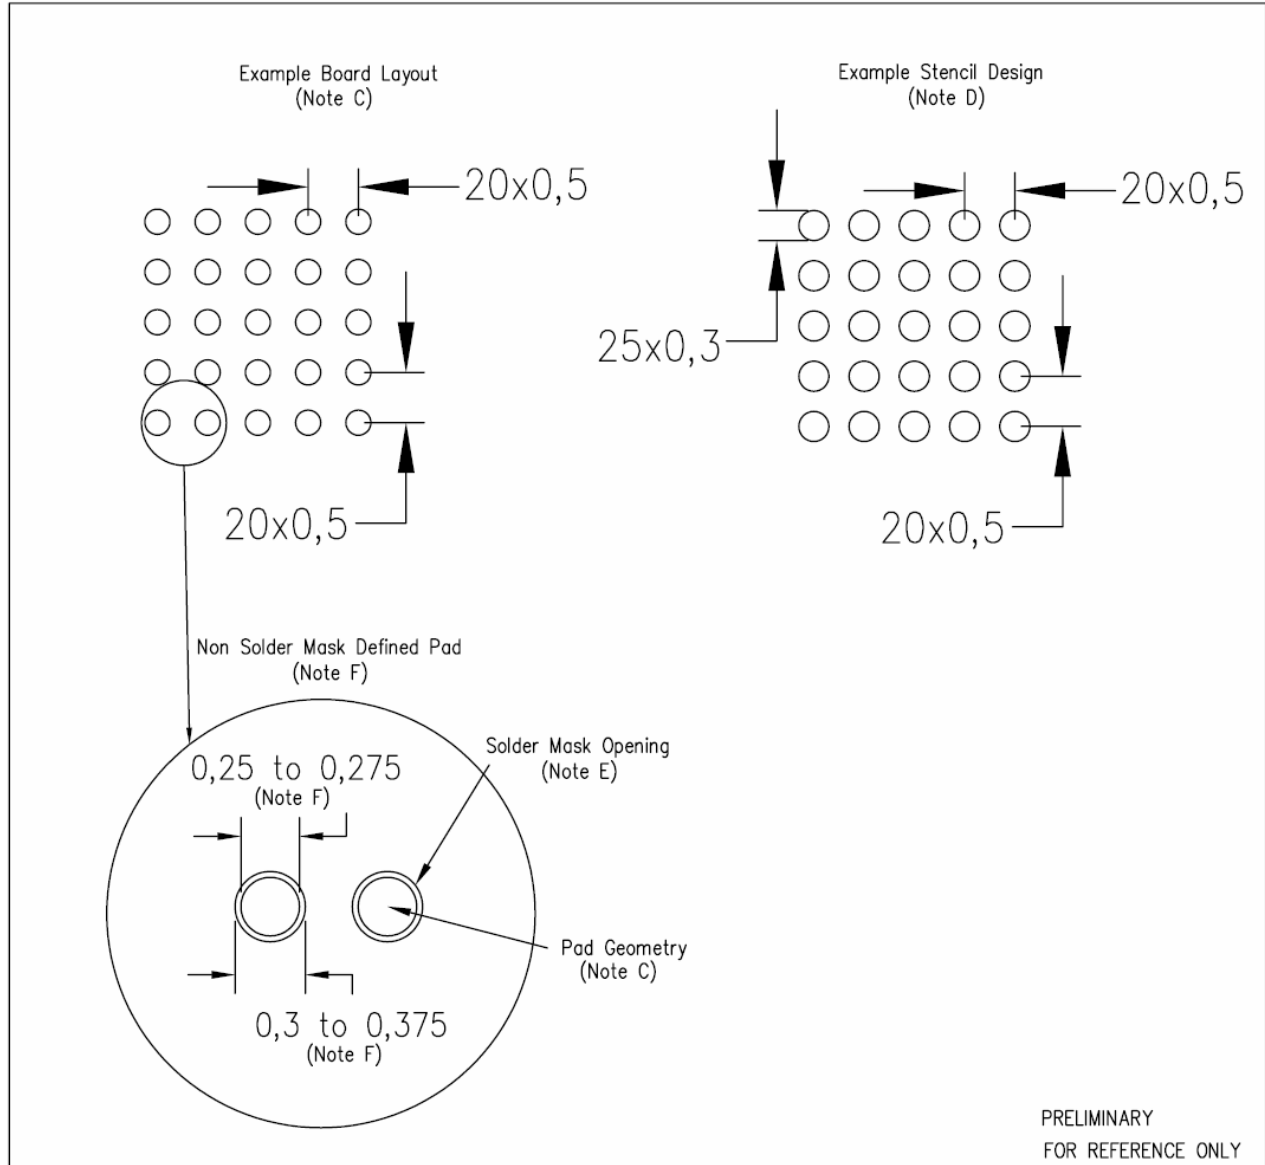 Example Board Layout
(Note C)
20x0,5
20x0,5
Example Stencil Design
(Note D)
20x0,5
25x0,3
20x0,5
Non Solder Mask Defined Pad
(Note F)
0,25 to 0,275
(Note F)
Solder Mask Opening
(Note E)
Pad Geometry
(Note C)
0,3 to 0,375
(Note F)
PRELIMINARY
FOR REFERENCE ONLY